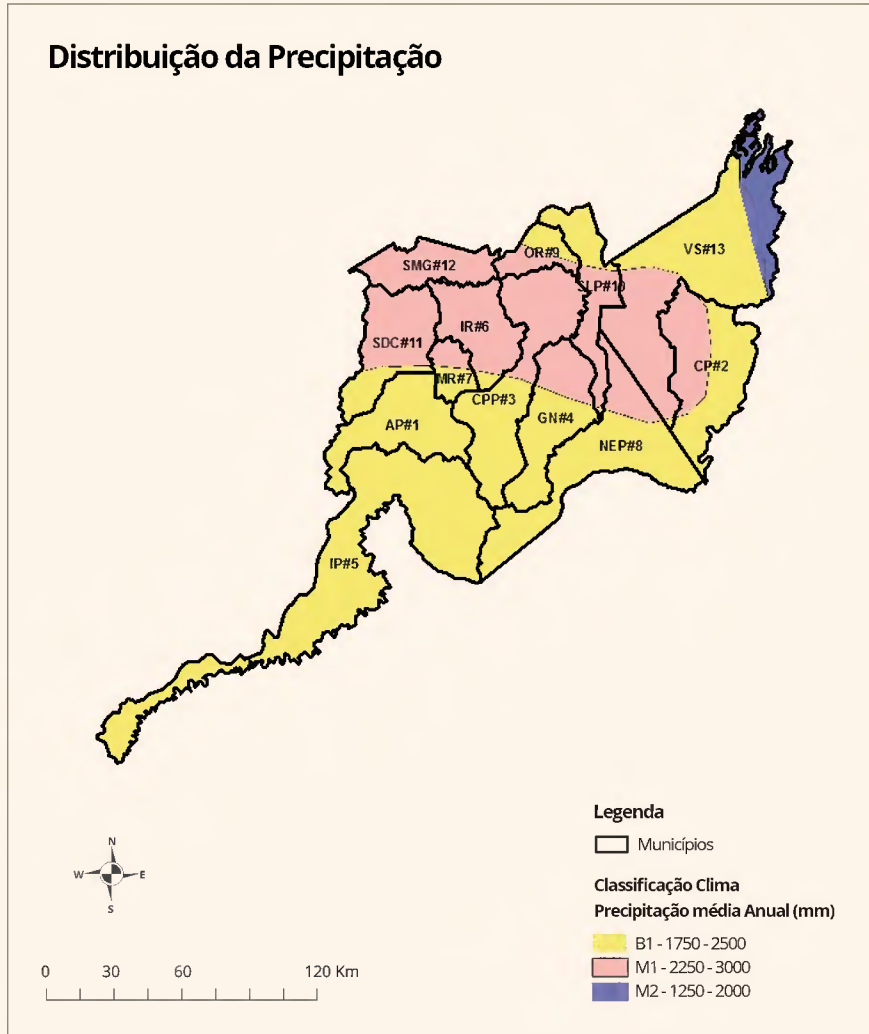 Distribuição da Precipitação
VS#13
OR#9
SMG#12
SLP#10
IR#6
SDC#11
CP#2
MR#7
CPP#3
GN#4
AP#1
NEP#8
IP#5
Legenda
Municípios
N
W
E
S
Classificação Clima
Precipitação média Anual (mm)
B1 - 1750 - 2500
M1 - 2250 - 3000
M2 - 1250 - 2000
0 30 60 120 Km